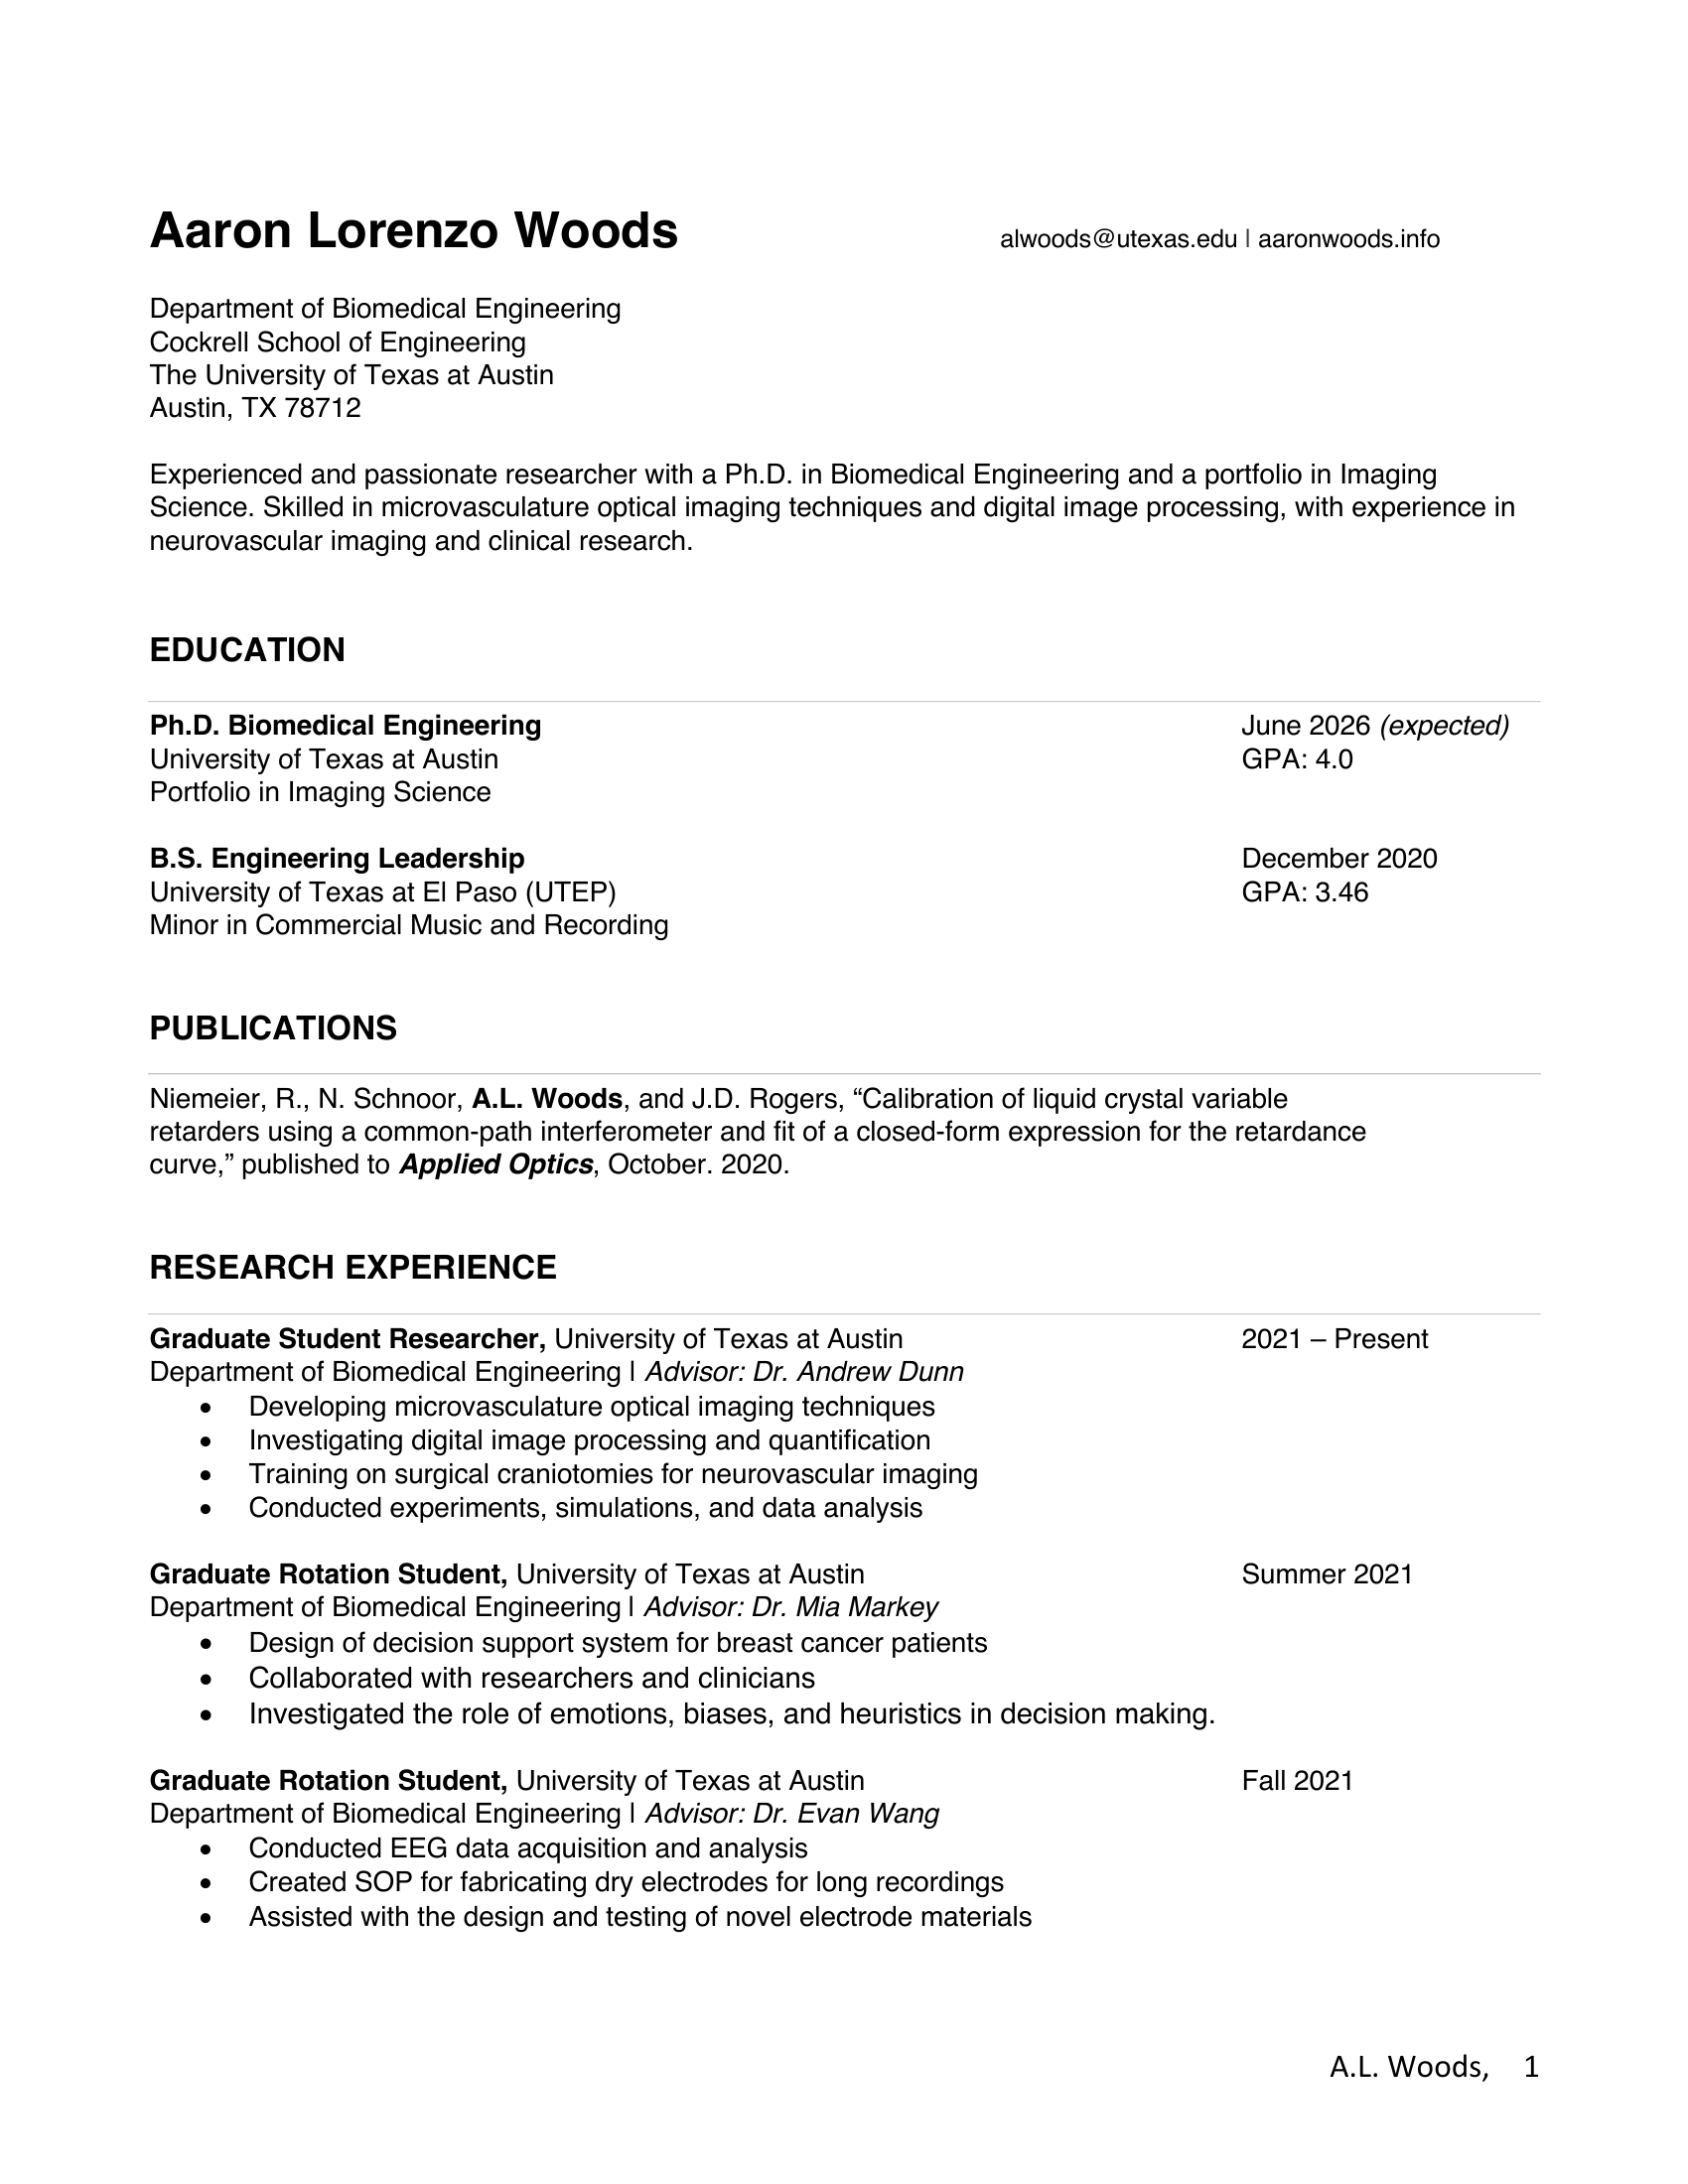 Aaron Lorenzo Woods alwoods@utexas.edu | aaronwoods.info
Department of Biomedical Engineering
Cockrell School of Engineering
The University of Texas at Austin
Austin, TX 78712
Experienced and passionate researcher with a Ph.D. in Biomedical Engineering and a portfolio in Imaging
Science. Skilled in microvasculature optical imaging techniques and digital image processing, with experience in
neurovascular imaging and clinical research.
EDUCATION
Ph.D. Biomedical Engineering June 2026 (expected)
University of Texas at Austin GPA: 4.0
Portfolio in Imaging Science
B.S. Engineering Leadership December 2020
University of Texas at El Paso (UTEP) GPA: 3.46
Minor in Commercial Music and Recording
PUBLICATIONS
Niemeier, R., N. Schnoor, A.L. Woods, and J.D. Rogers, “Calibration of liquid crystal variable
retarders using a common-path interferometer and fit of a closed-form expression for the retardance
curve,” published to Applied Optics, October. 2020.
RESEARCH EXPERIENCE
Graduate Student Researcher, University of Texas at Austin 2021 – Present
Department of Biomedical Engineering | Advisor: Dr. Andrew Dunn
• Developing microvasculature optical imaging techniques
• Investigating digital image processing and quantification
• Training on surgical craniotomies for neurovascular imaging
• Conducted experiments, simulations, and data analysis
Graduate Rotation Student, University of Texas at Austin Summer 2021
Department of Biomedical Engineering | Advisor: Dr. Mia Markey
• Design of decision support system for breast cancer patients
• Collaborated with researchers and clinicians
• Investigated the role of emotions, biases, and heuristics in decision making.
Graduate Rotation Student, University of Texas at Austin Fall 2021
Department of Biomedical Engineering | Advisor: Dr. Evan Wang
• Conducted EEG data acquisition and analysis
• Created SOP for fabricating dry electrodes for long recordings
• Assisted with the design and testing of novel electrode materials
A.L. Woods, 1